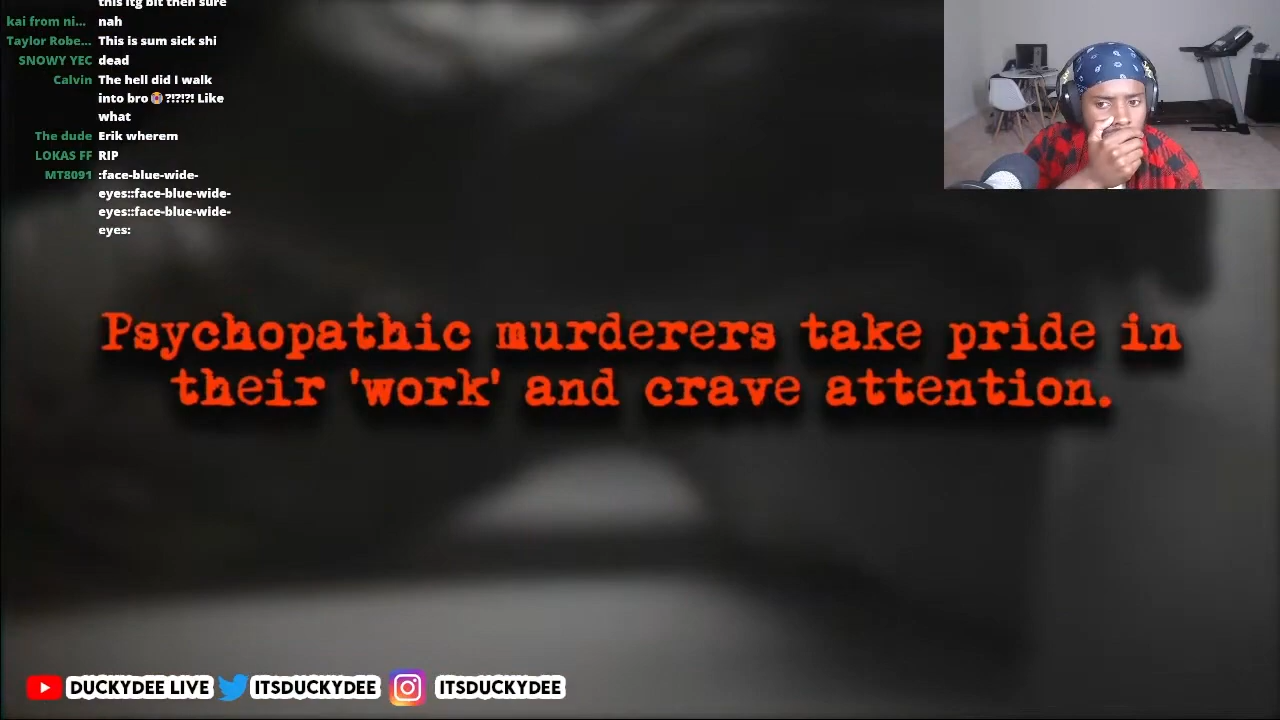 this itg bit then sure
kai from ni... nah
Taylor Robe... This is sum sick shi
SNOWY YEC dead
Calvin The hell did I walk
into bro😭?!?!?! Like
what
The dude Erik wherem
LOKAS FF RIP
MT8091 :face-blue-wide-
eyes::face-blue-wide-
eyes::face-blue-wide-
eyes:
Psychopathic murderers take pride in
their 'work' and crave attention.
DUCKYDEE LIVE ITSDUCKYDEE ITSDUCKYDEE